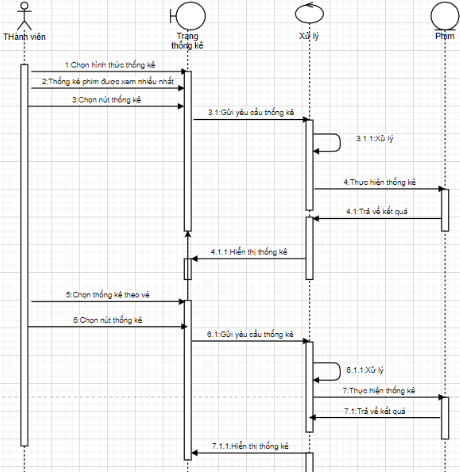 THành viên
Trang
thống kê
Xử lý
Phim
1:Chọn hình thức thống kê
2:Thống kê phim được xem nhiều nhất
3:Chọn nút thống kê
3.1:Gửi yêu cầu thống kê
3.1.1:Xử lý
4:Thực hiện thống kê
4.1:Trả về kết quả
4.1.1:Hiển thị thống kê
5:Chọn thống kê theo vé
6:Chọn nút thống kê
6.1:Gửi yêu cầu thống kê
6.1.1:Xử lý
7:Thực hiện thống kê
7.1:Trả về kết quả
7.1.1:Hiển thị thống kê